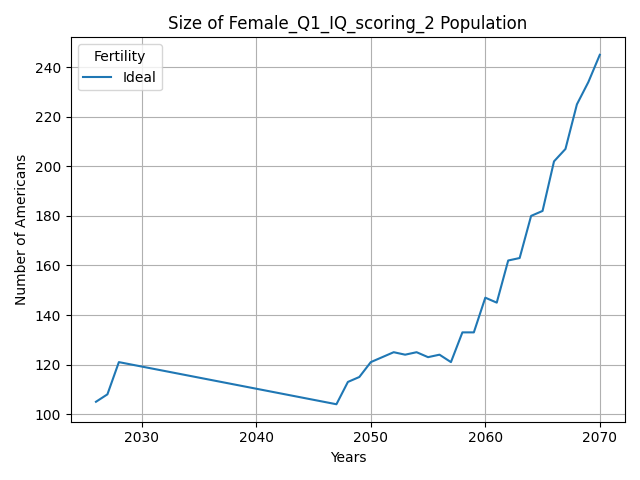 Size of Female_Q1_IQ_scoring_2 Population
Fertility
Ideal
Number of Americans
240
220
200
180
160
140
120
100
2030
2040
2050
2060
2070
Years